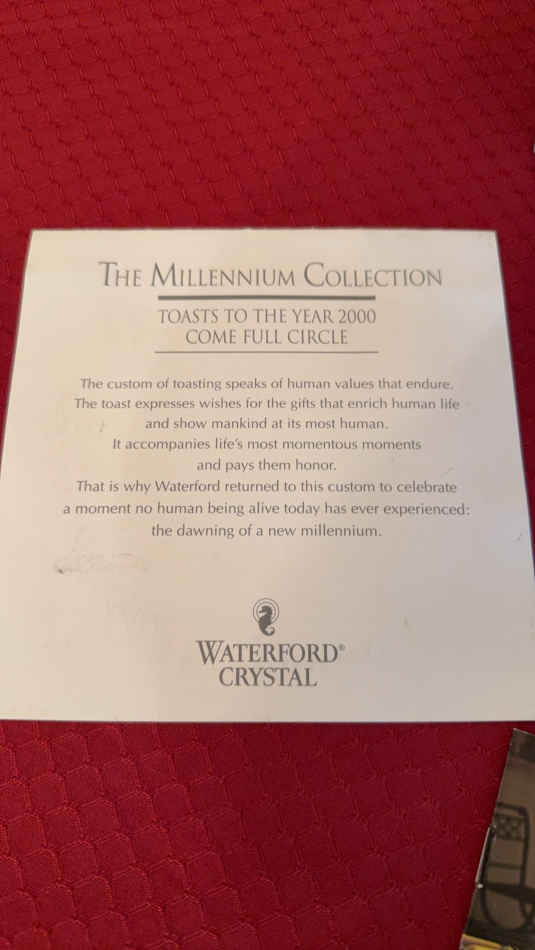 THE MILLENNIUM COLLECTION
TOASTS TO THE YEAR 2000
COME FULL CIRCLE
The custom of toasting speaks of human values that endure.
The toast expresses wishes for the gifts that enrich human life
and show mankind at its most human.
It accompanies life's most momentous moments
and pays them honor.
That is why Waterford returned to this custom to celebrate
a moment no human being alive today has ever experienced:
the dawning of a new millennium.
WATERFORD®
CRYSTAL